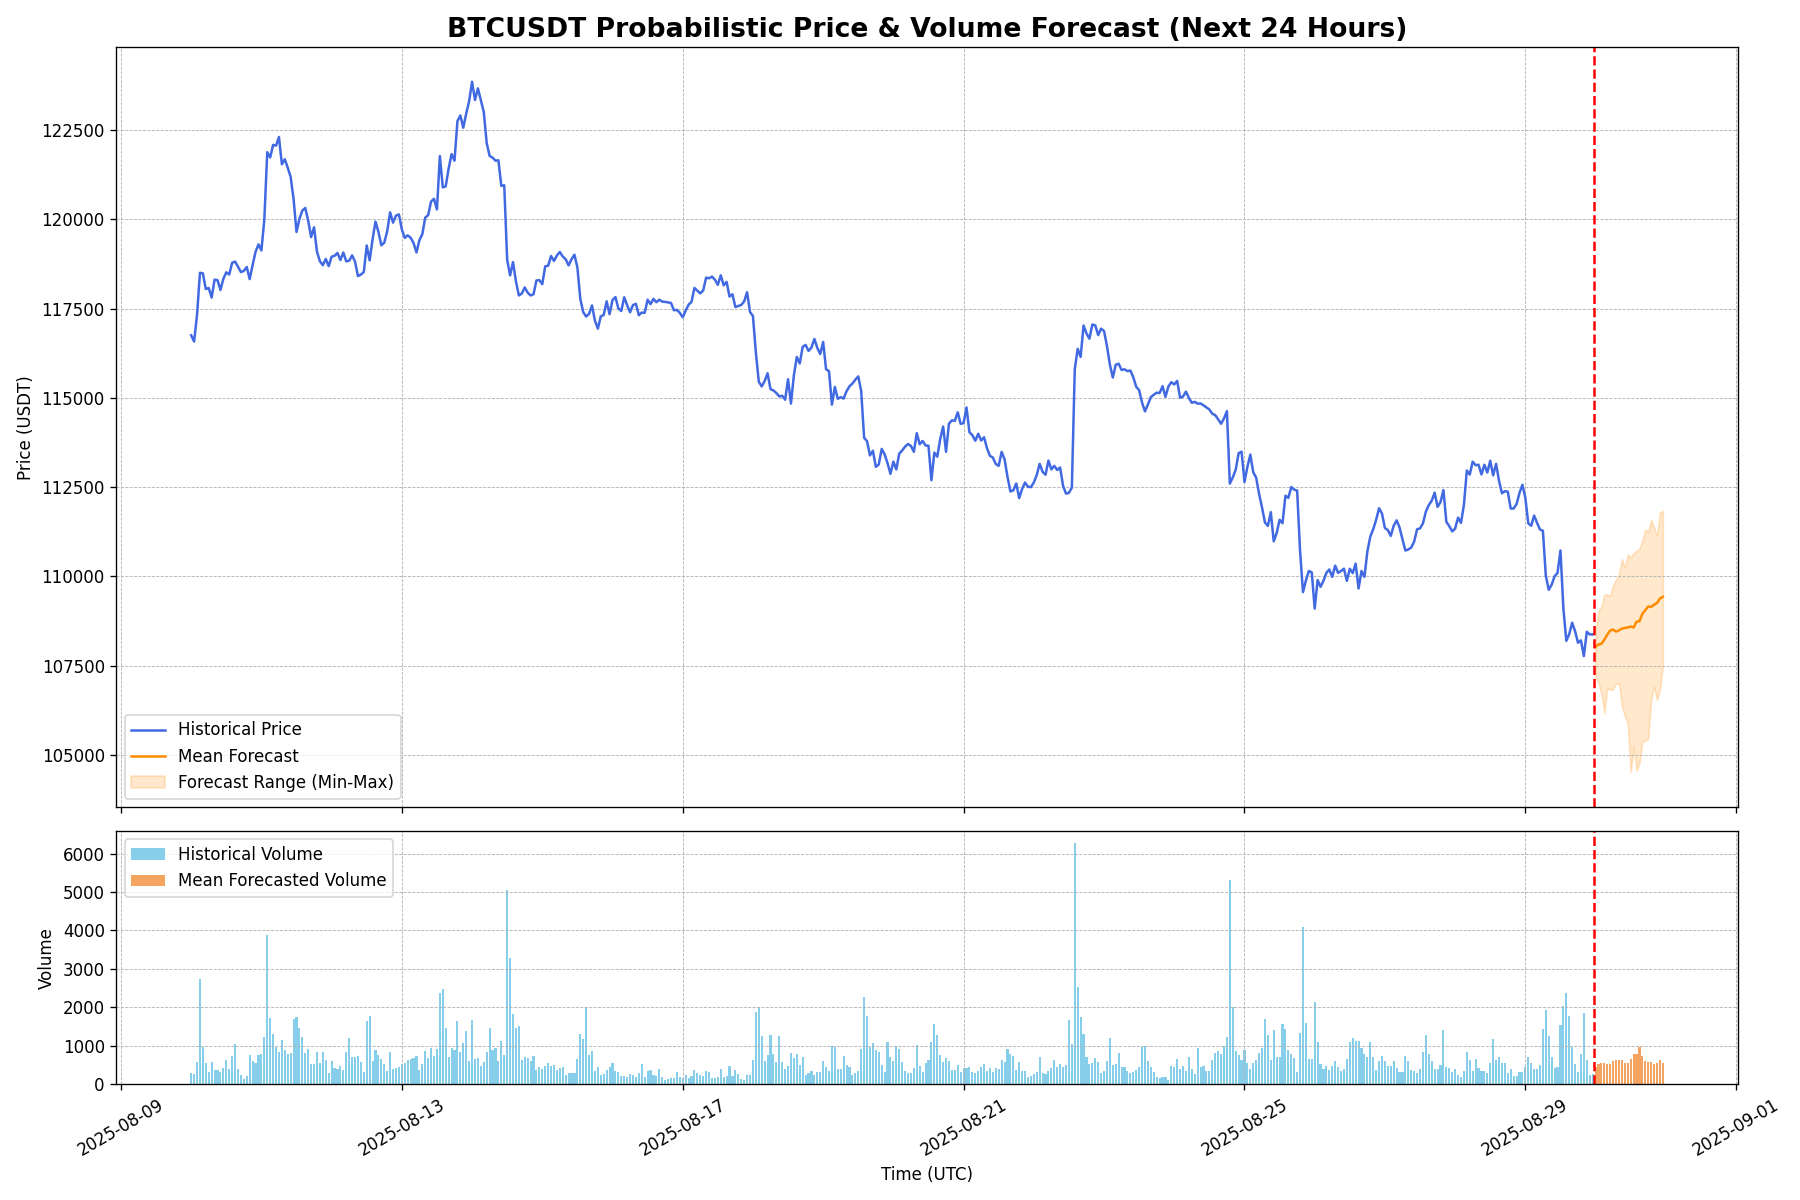 BTCUSDT Probabilistic Price & Volume Forecast (Next 24 Hours)
Price (USDT)
122500
120000
117500
115000
112500
110000
107500
105000
Historical Price
Mean Forecast
Forecast Range (Min-Max)
Volume
6000
5000
4000
3000
2000
1000
0
Historical Volume
Mean Forecasted Volume
2025-08-09
2025-08-13
2025-08-17
2025-08-21
2025-08-25
2025-08-29
2025-09-01
Time (UTC)